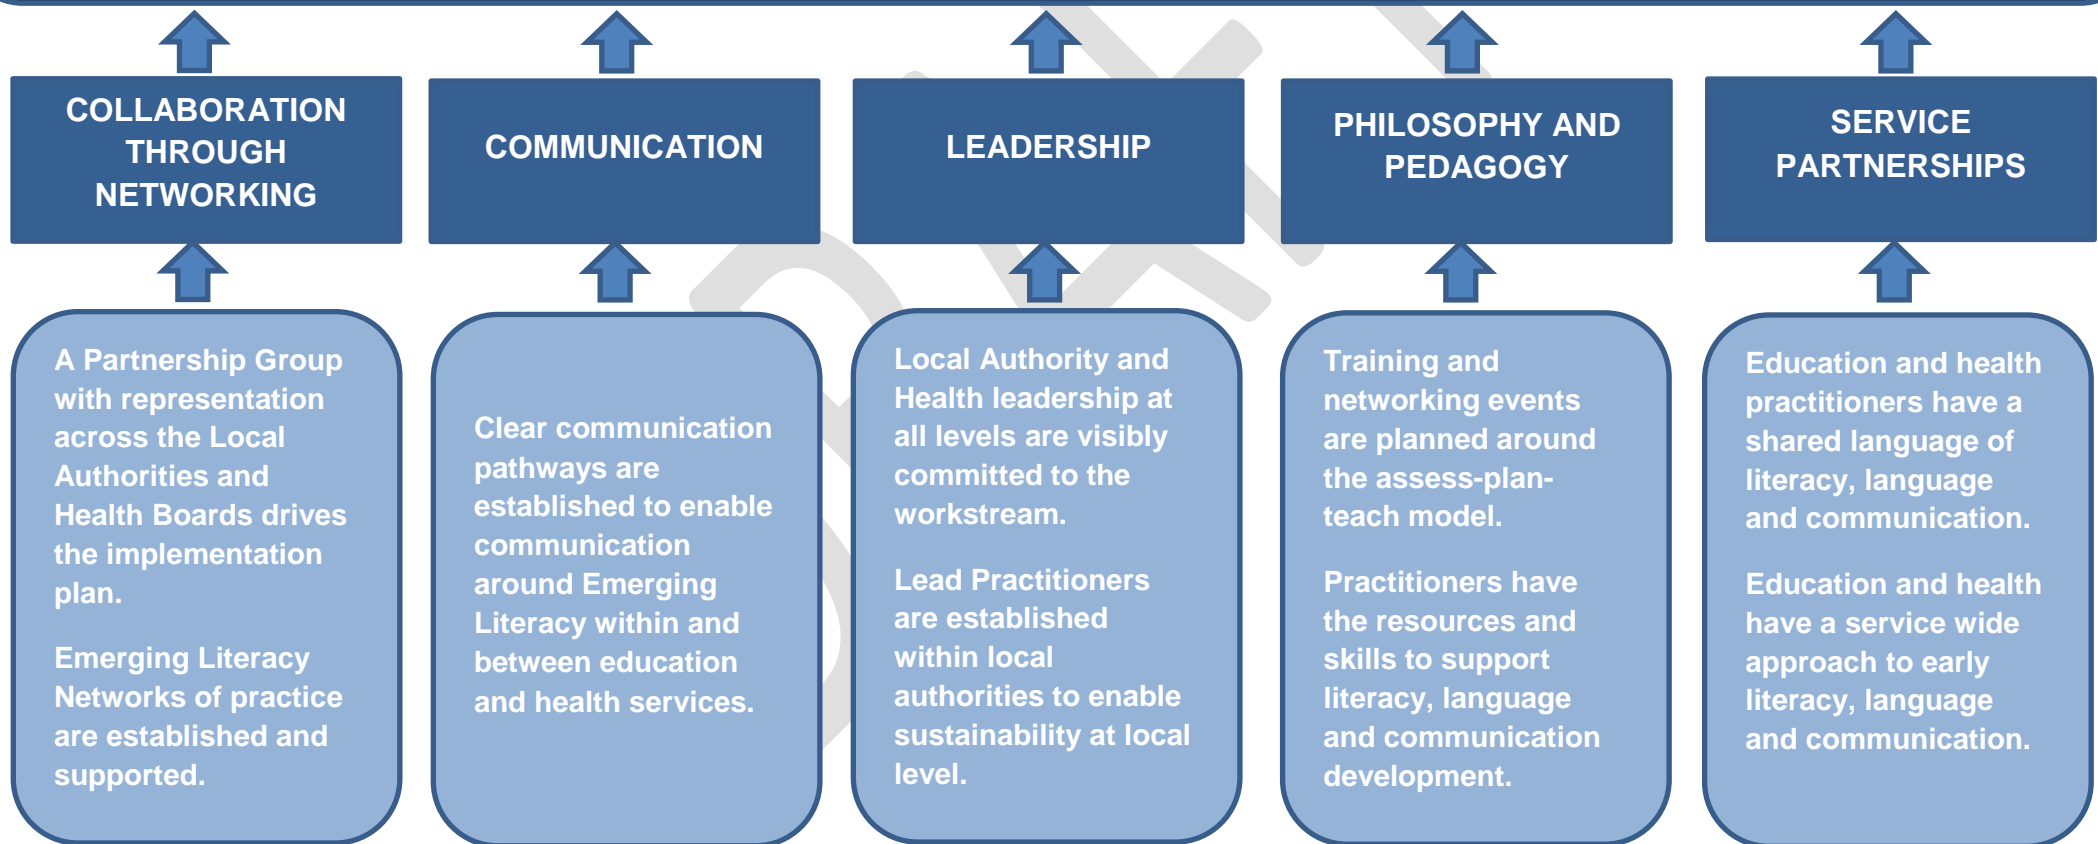 COLLABORATION
THROUGH
NETWORKING
COMMUNICATION
LEADERSHIP
PHILOSOPHY AND
PEDAGOGY
SERVICE
PARTNERSHIPS
A Partnership Group
with representation
across the Local
Authorities and
Health Boards drives
the implementation
plan.
Emerging Literacy
Networks of practice
are established and
supported.
Clear communication
pathways are
established to enable
communication
around Emerging
Literacy within and
between education
and health services.
Local Authority and
Health leadership at
all levels are visibly
committed to the
workstream.
Lead Practitioners
are established
within local
authorities to enable
sustainability at local
level.
Training and
networking events
are planned around
the assess-plan-
teach model.
Practitioners have
the resources and
skills to support
literacy, language
and communication
development.
Education and health
practitioners have a
shared language of
literacy, language
and communication.
Education and health
have a service wide
approach to early
literacy, language
and communication.